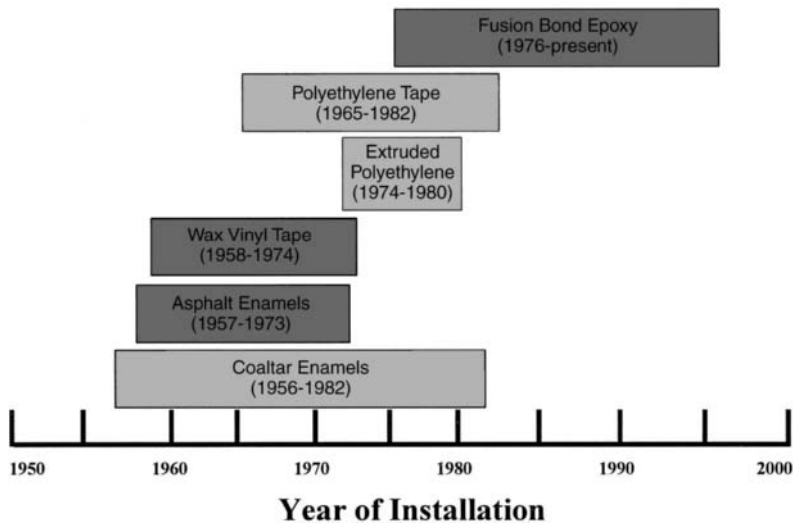 Fusion Bond Epoxy
(1976-present)
Polyethylene Tape
(1965-1982)
Extruded
Polyethylene
(1974-1980)
Wax Vinyl Tape
(1958-1974)
Asphalt Enamels
(1957-1973)
Coaltar Enamels
(1956-1982)
1950 1960 1970 1980 1990 2000
Year of Installation